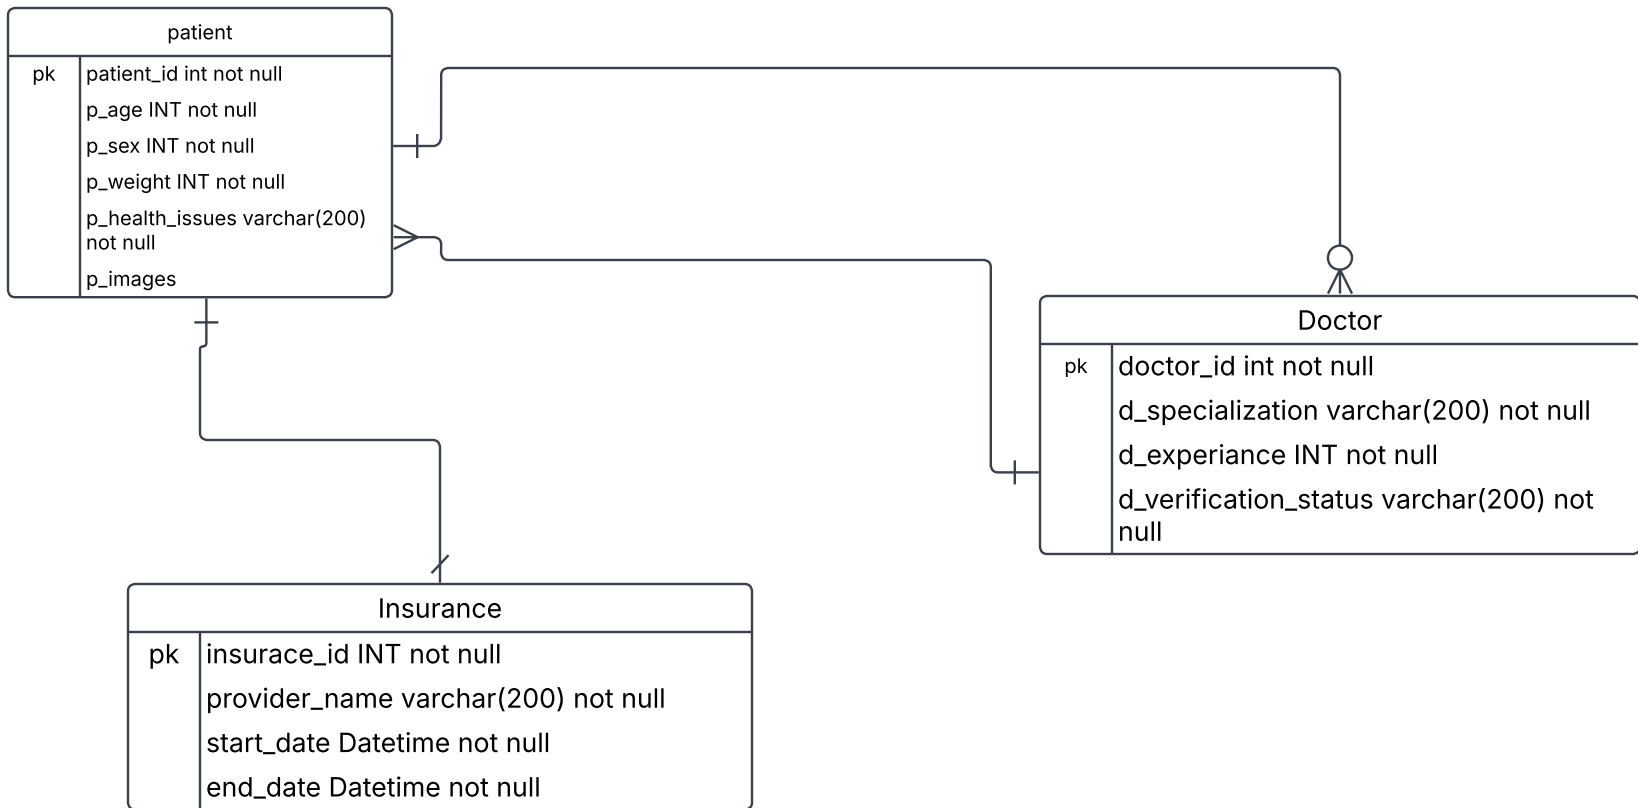 patient
pk
patient_id int not null
p_age INT not null
p_sex INT not null
p_weight INT not null
p_health_issues varchar(200)
not null
p_images
Doctor
pk
doctor_id int not null
d_specialization varchar(200) not null
d_experiance INT not null
d_verification_status varchar(200) not
null
Insurance
pk
insurace_id INT not null
provider_name varchar(200) not null
start_date Datetime not null
end_date Datetime not null